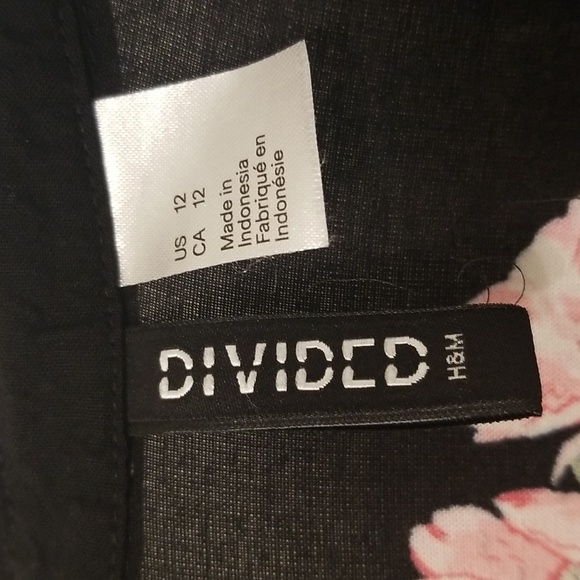 US 12
CA 12
Made in
Indonesia
Fabriqué en
Indonésie
DIVIDED
H&M